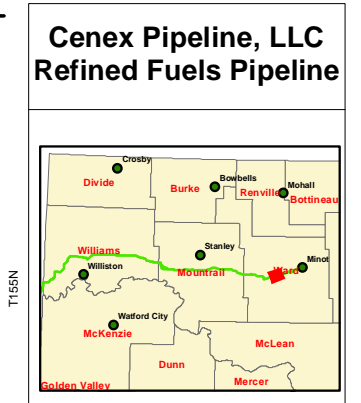 Cenex Pipeline, LLC
Refined Fuels Pipeline
Crosby
Divide
Burke
Bowbells
Renville
Mohall
Bottineau
Williams
Williston
Stanley
Mountrail
Minot
Ward
T155N
Watford City
McKenzie
McLean
Dunn
Mercer
Golden Valley